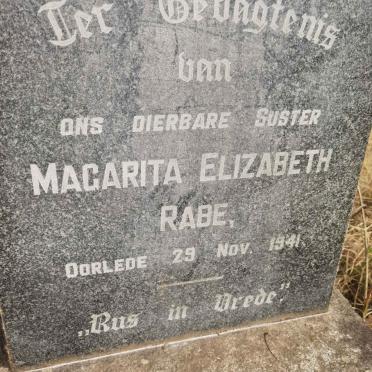 Ter Gedagtenis
van
ONS DIERBARE SUSTER
MAGARITA ELIZABETH
RABE,
OORLEDE 29 NOV. 1941
„Rus in Vrede."